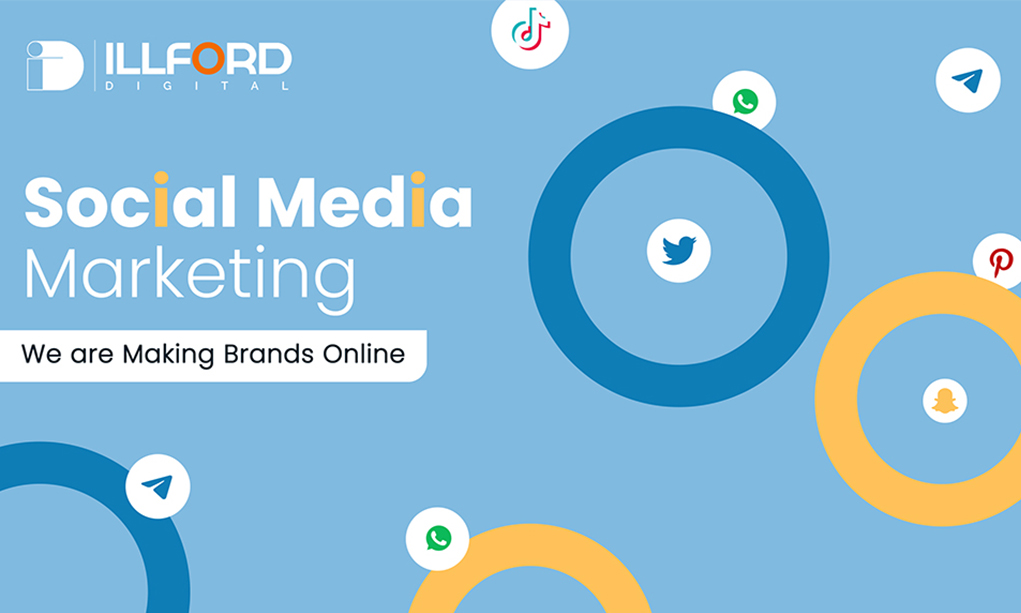 ILLFORD
DIGITAL
Social Media
Marketing
We are Making Brands Online